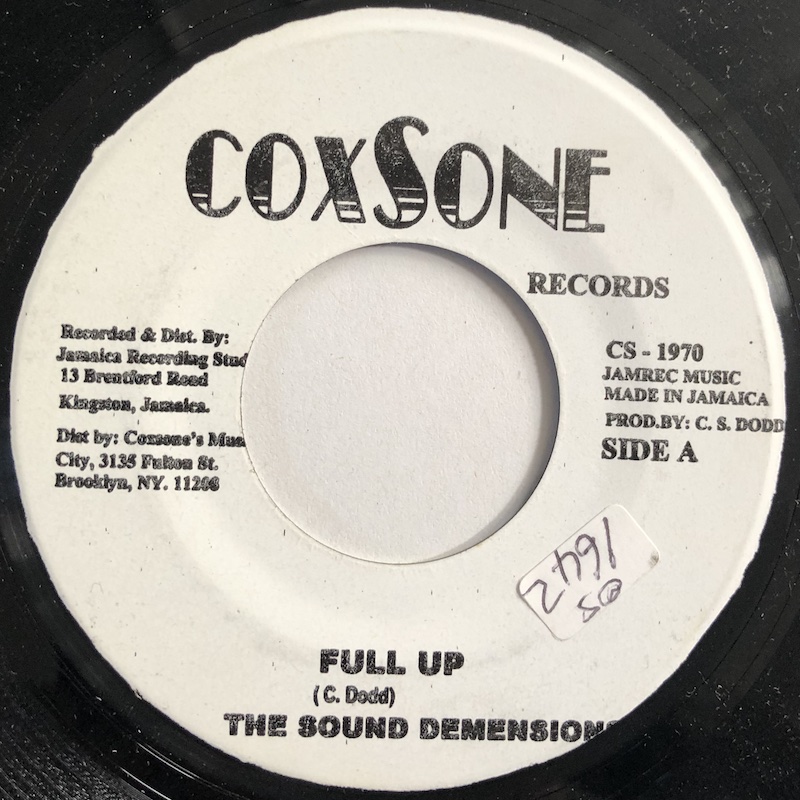 COXSONE
RECORDS
Recorded & Dist. By:
Jamaica Recording Stud
13 Brentford Road
Kingston, Jamaica.
Dist by: Coxsone's Mus
City, 3135 Fulton St.
Brooklyn, NY. 11208
CS - 1970
JAMREC MUSIC
MADE IN JAMAICA
PROD.BY: C. S. DODD
SIDE A
1642
FULL UP
(C. Dodd)
THE SOUND DEMENSIONS